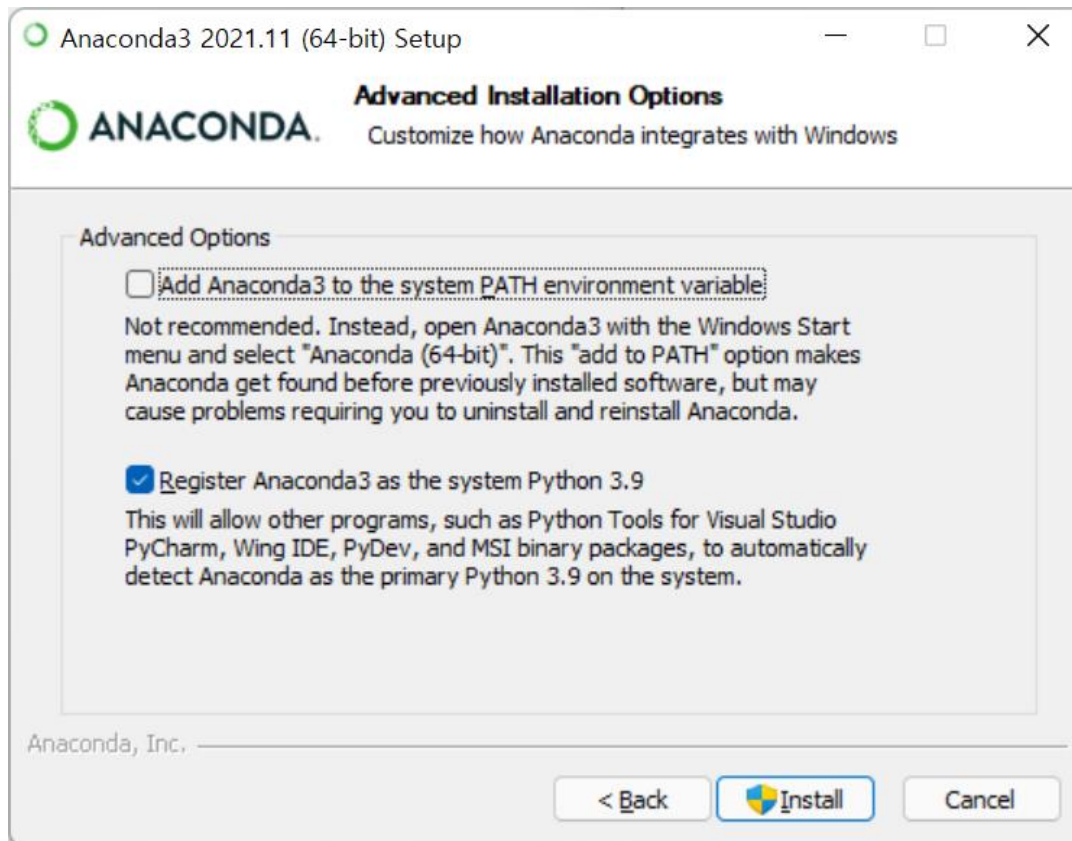 Anaconda3 2021.11 (64-bit) Setup
ANACONDA.
Advanced Installation Options
Customize how Anaconda integrates with Windows
Advanced Options
Add Anaconda3 to the system PATH environment variable
Not recommended. Instead, open Anaconda3 with the Windows Start
menu and select "Anaconda (64-bit)". This "add to PATH" option makes
Anaconda get found before previously installed software, but may
cause problems requiring you to uninstall and reinstall Anaconda.
Register Anaconda3 as the system Python 3.9
This will allow other programs, such as Python Tools for Visual Studio
PyCharm, Wing IDE, PyDev, and MSI binary packages, to automatically
detect Anaconda as the primary Python 3.9 on the system.
Anaconda, Inc.
< Back
Install
Cancel